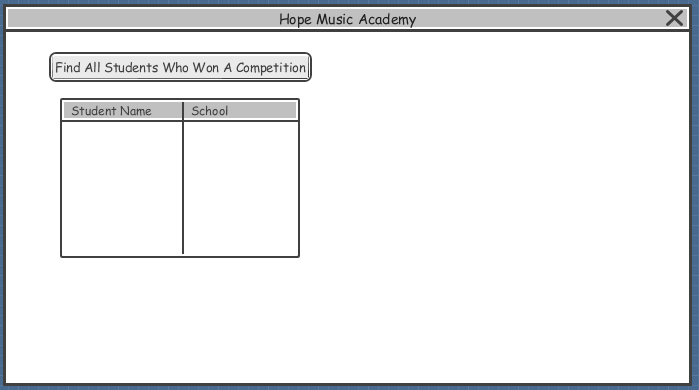 Hope Music Academy
Find All Students Who Won A Competition
Student Name School